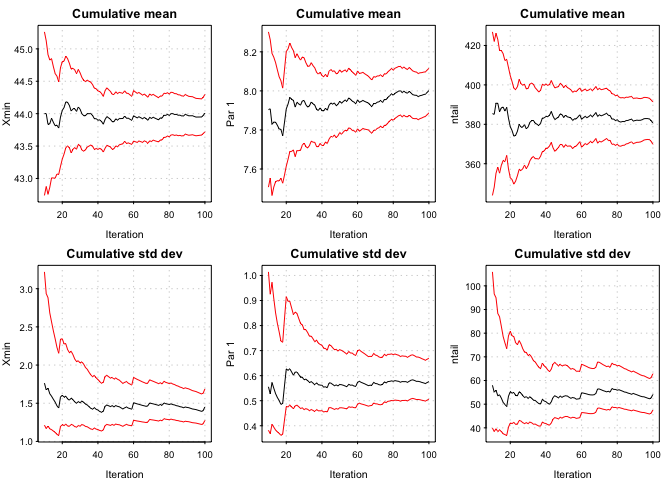 Cumulative mean
Xmin
45.0
44.5
44.0
43.5
43.0
20 40 60 80 100
Iteration
Cumulative mean
Par 1
8.2
8.0
7.8
7.6
20 40 60 80 100
Iteration
Cumulative mean
ntail
420
400
380
360
20 40 60 80 100
Iteration
Cumulative std dev
Xmin
3.0
2.5
2.0
1.5
1.0
20 40 60 80 100
Iteration
Cumulative std dev
Par 1
1.0
0.9
0.8
0.7
0.6
0.5
0.4
20 40 60 80 100
Iteration
Cumulative std dev
ntail
100
90
80
70
60
50
40
20 40 60 80 100
Iteration